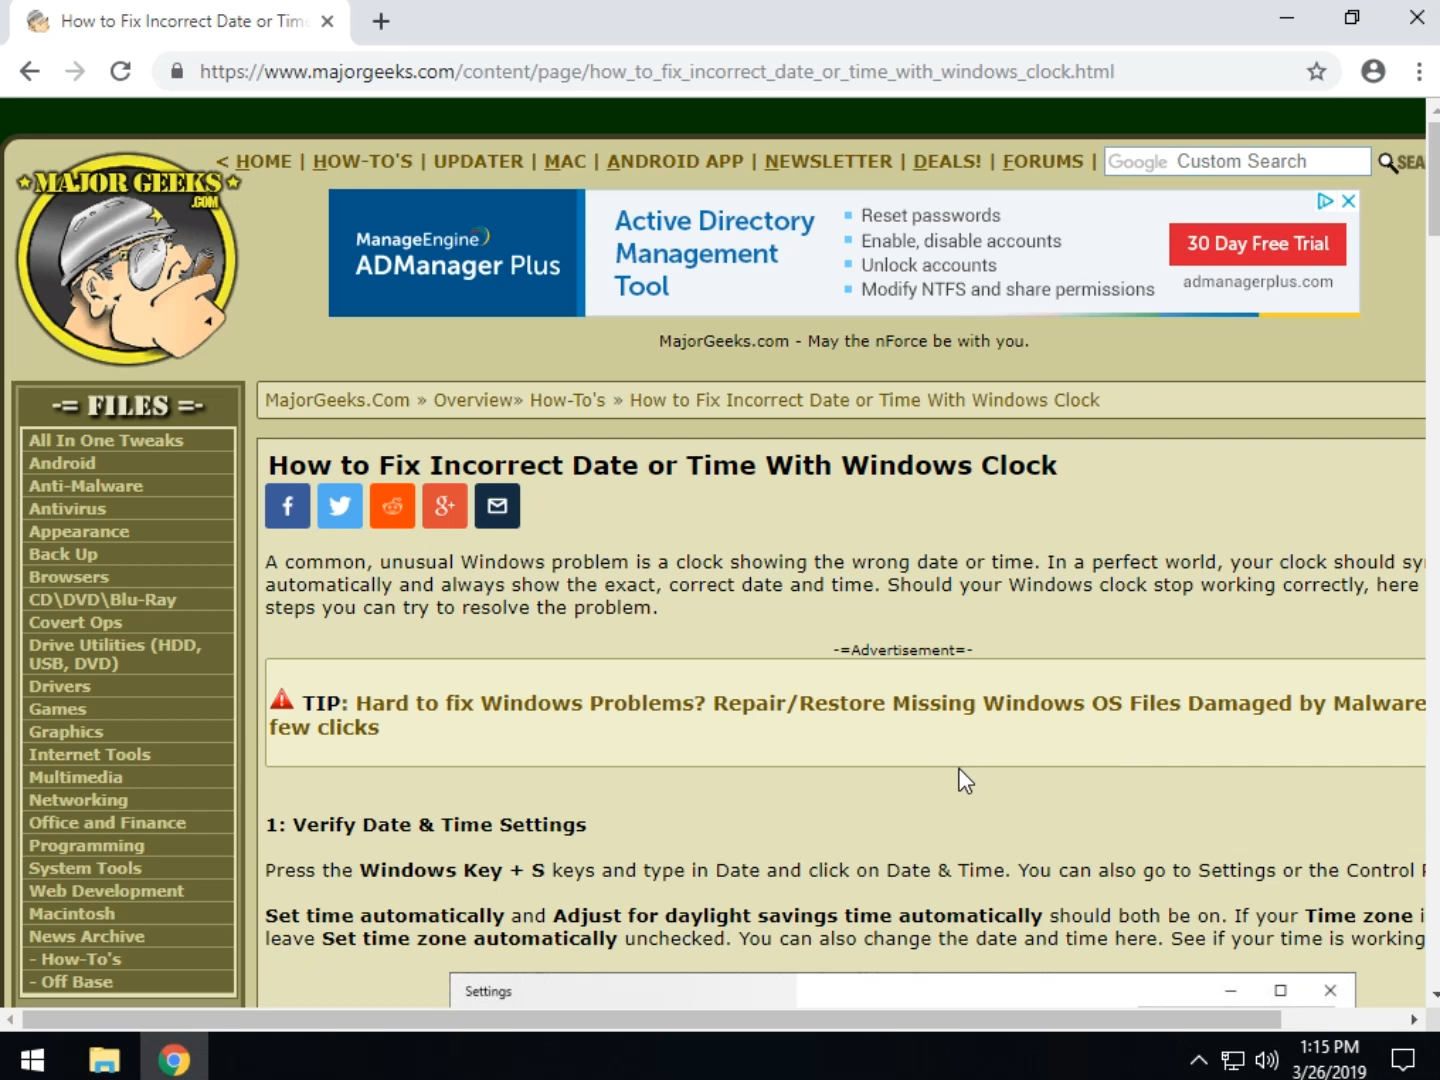 How to Fix Incorrect Date or Tim
https://www.majorgeeks.com/content/page/how_to_fix_incorrect_date_or_time_with_windows_clock.html
MAJOR GEEKS
.COM
< HOME | HOW-TO'S | UPDATER | MAC | ANDROID APP | NEWSLETTER | DEALS! | FORUMS |
Google Custom Search
SEA
ManageEngine
ADManager Plus
Active Directory
Management
Tool
Reset passwords
Enable, disable accounts
Unlock accounts
Modify NTFS and share permissions
30 Day Free Trial
admanagerplus.com
MajorGeeks.com - May the nForce be with you.
-= FILES =-
All In One Tweaks
Android
Anti-Malware
Antivirus
Appearance
Back Up
Browsers
CD\DVD\Blu-Ray
Covert Ops
Drive Utilities (HDD,
USB, DVD)
Drivers
Games
Graphics
Internet Tools
Multimedia
Networking
Office and Finance
Programming
System Tools
Web Development
Macintosh
News Archive
- How-To's
- Off Base
MajorGeeks.Com » Overview» How-To's » How to Fix Incorrect Date or Time With Windows Clock
How to Fix Incorrect Date or Time With Windows Clock
A common, unusual Windows problem is a clock showing the wrong date or time. In a perfect world, your clock should sy
automatically and always show the exact, correct date and time. Should your Windows clock stop working correctly, here
steps you can try to resolve the problem.
-=Advertisement=-
TIP: Hard to fix Windows Problems? Repair/Restore Missing Windows OS Files Damaged by Malware
few clicks
1: Verify Date & Time Settings
Press the Windows Key + S keys and type in Date and click on Date & Time. You can also go to Settings or the Control
Set time automatically and Adjust for daylight savings time automatically should both be on. If your Time zone i
leave Set time zone automatically unchecked. You can also change the date and time here. See if your time is working
Settings
1:15 PM
3/26/2019